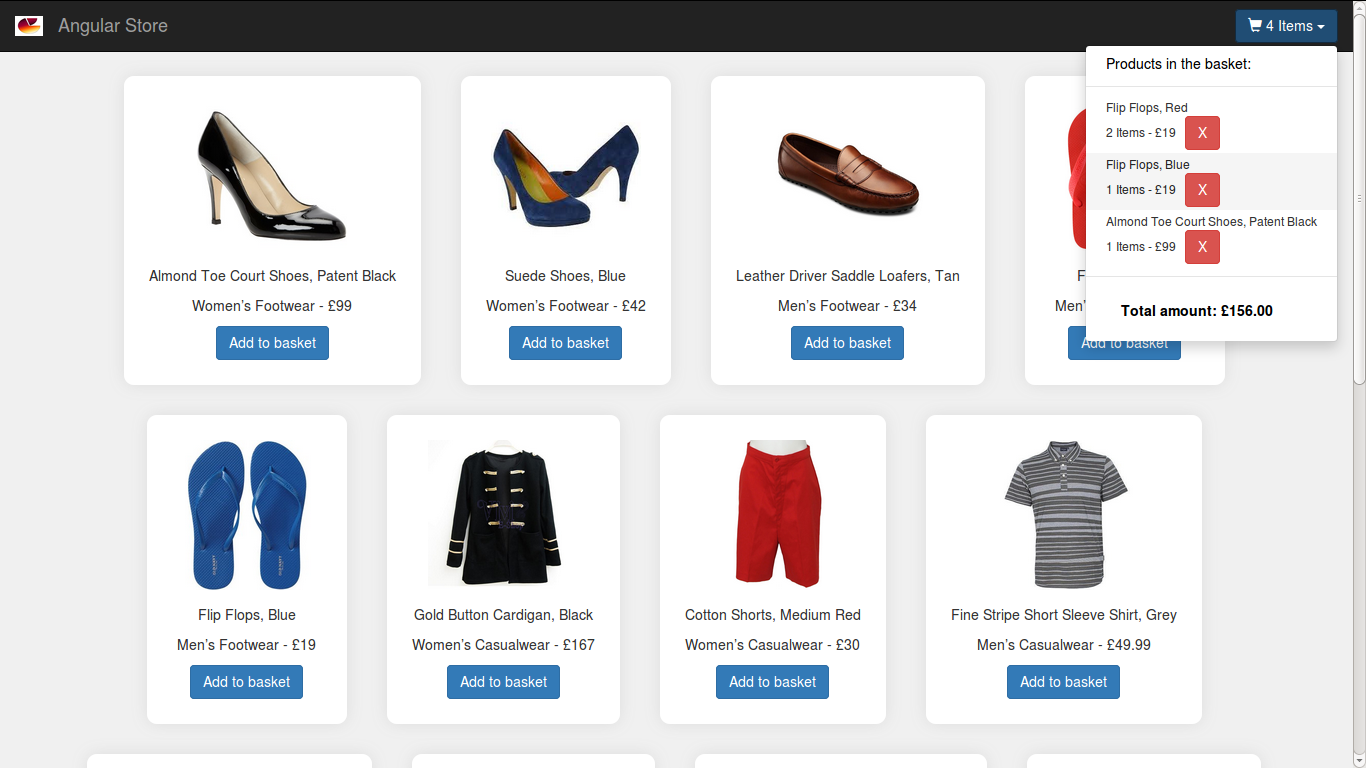 Angular Store
4 Items
Products in the basket:
Flip Flops, Red
2 Items - £19 X
Flip Flops, Blue
1 Items - £19 X
Almond Toe Court Shoes, Patent Black
1 Items - £99 X
Total amount: £156.00
Almond Toe Court Shoes, Patent Black
Women’s Footwear - £99
Add to basket
Suede Shoes, Blue
Women’s Footwear - £42
Add to basket
Leather Driver Saddle Loafers, Tan
Men’s Footwear - £34
Add to basket
F
Men’
Add to basket
Flip Flops, Blue
Men’s Footwear - £19
Add to basket
Gold Button Cardigan, Black
Women’s Casualwear - £167
Add to basket
Cotton Shorts, Medium Red
Women’s Casualwear - £30
Add to basket
Fine Stripe Short Sleeve Shirt, Grey
Men’s Casualwear - £49.99
Add to basket